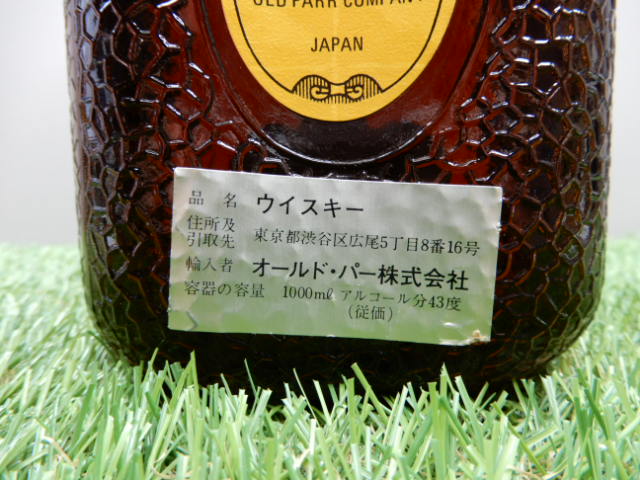 OLD PARR COMPANY
JAPAN
品名 ウイスキー
住所及
引取先 東京都渋谷区広尾5丁目8番16号
輸入者 オールド・パー株式会社
容器の容量 1000mℓ アルコール分43度
(従価)